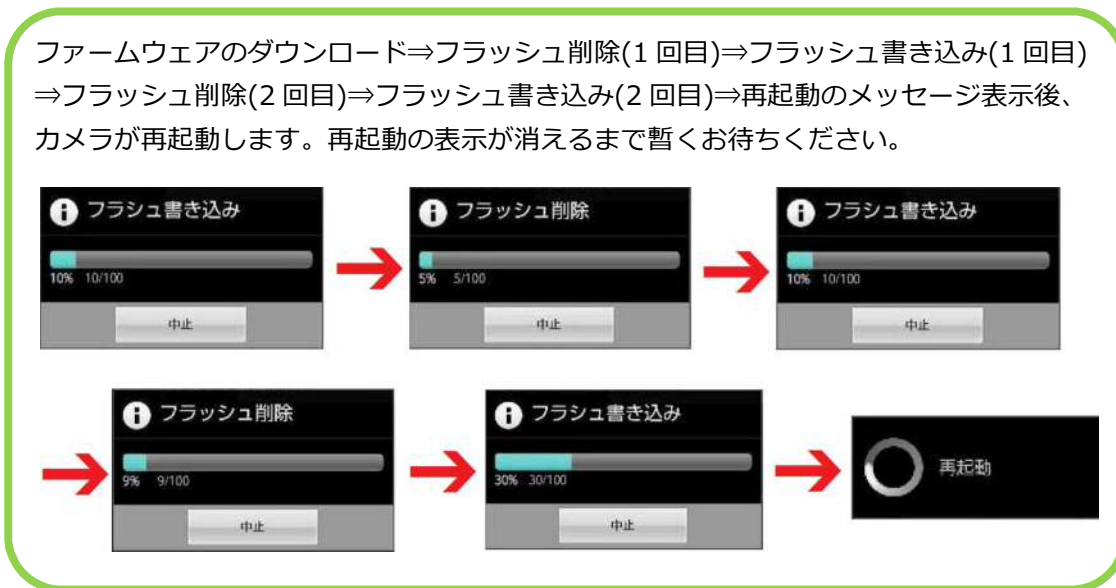 ファームウェアのダウンロード⇒フラッシュ削除(1 回目)⇒フラッシュ書き込み(1 回目)
⇒フラッシュ削除(2 回目)⇒フラッシュ書き込み(2 回目)⇒再起動のメッセージ表示後、
カメラが再起動します。再起動の表示が消えるまで暫くお待ちください。
フラシュ書き込み
10% 10/100
中止
フラッシュ削除
5% 5/100
中止
フラシュ書き込み
10% 10/100
中止
フラッシュ削除
9% 9/100
中止
フラシュ書き込み
30% 30/100
中止
再起動